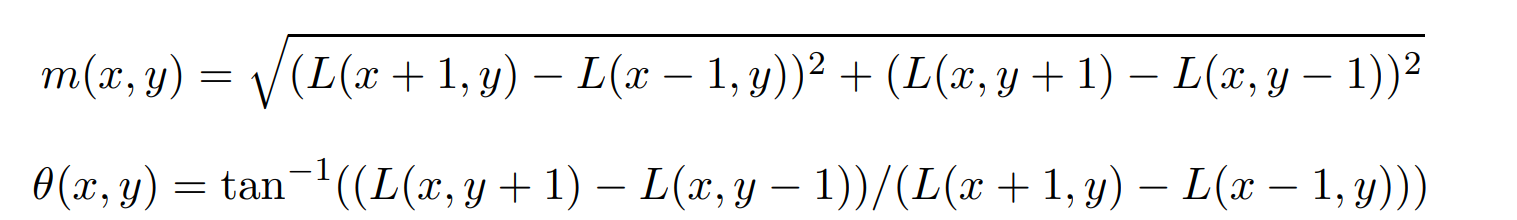 m(x, y) = √(L(x + 1, y) − L(x − 1, y))² + (L(x, y + 1) − L(x, y − 1))²
θ(x, y) = tan⁻¹((L(x, y + 1) − L(x, y − 1))/(L(x + 1, y) − L(x − 1, y)))